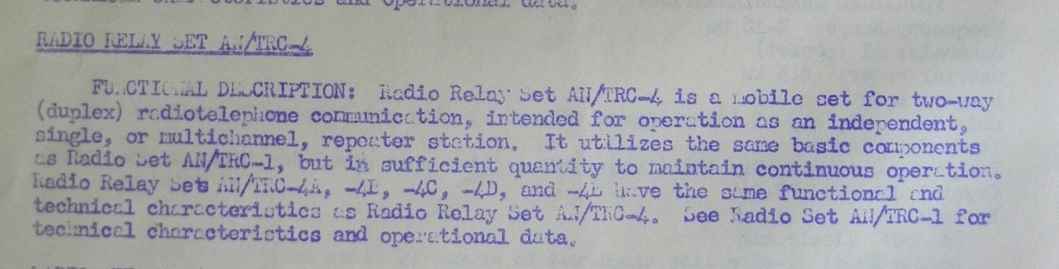 characteristics and operational data.
RADIO RELAY SET AN/TRC-4
FUNCTIONAL DESCRIPTION: Radio Relay Set AN/TRC-4 is a mobile set for two-way
(duplex) radiotelephone communication, intended for operation as an independent,
single, or multichannel, repeater station. It utilizes the same basic components
as Radio Set AN/TRC-1, but in sufficient quantity to maintain continuous operation.
Radio Relay Sets AN/TRC-4A, -4C, -4D, and have the same functional and
technical characteristics as Radio Relay Set AN/TRC-4. See Radio Set AN/TRC-1 for
technical characteristics and operational data.